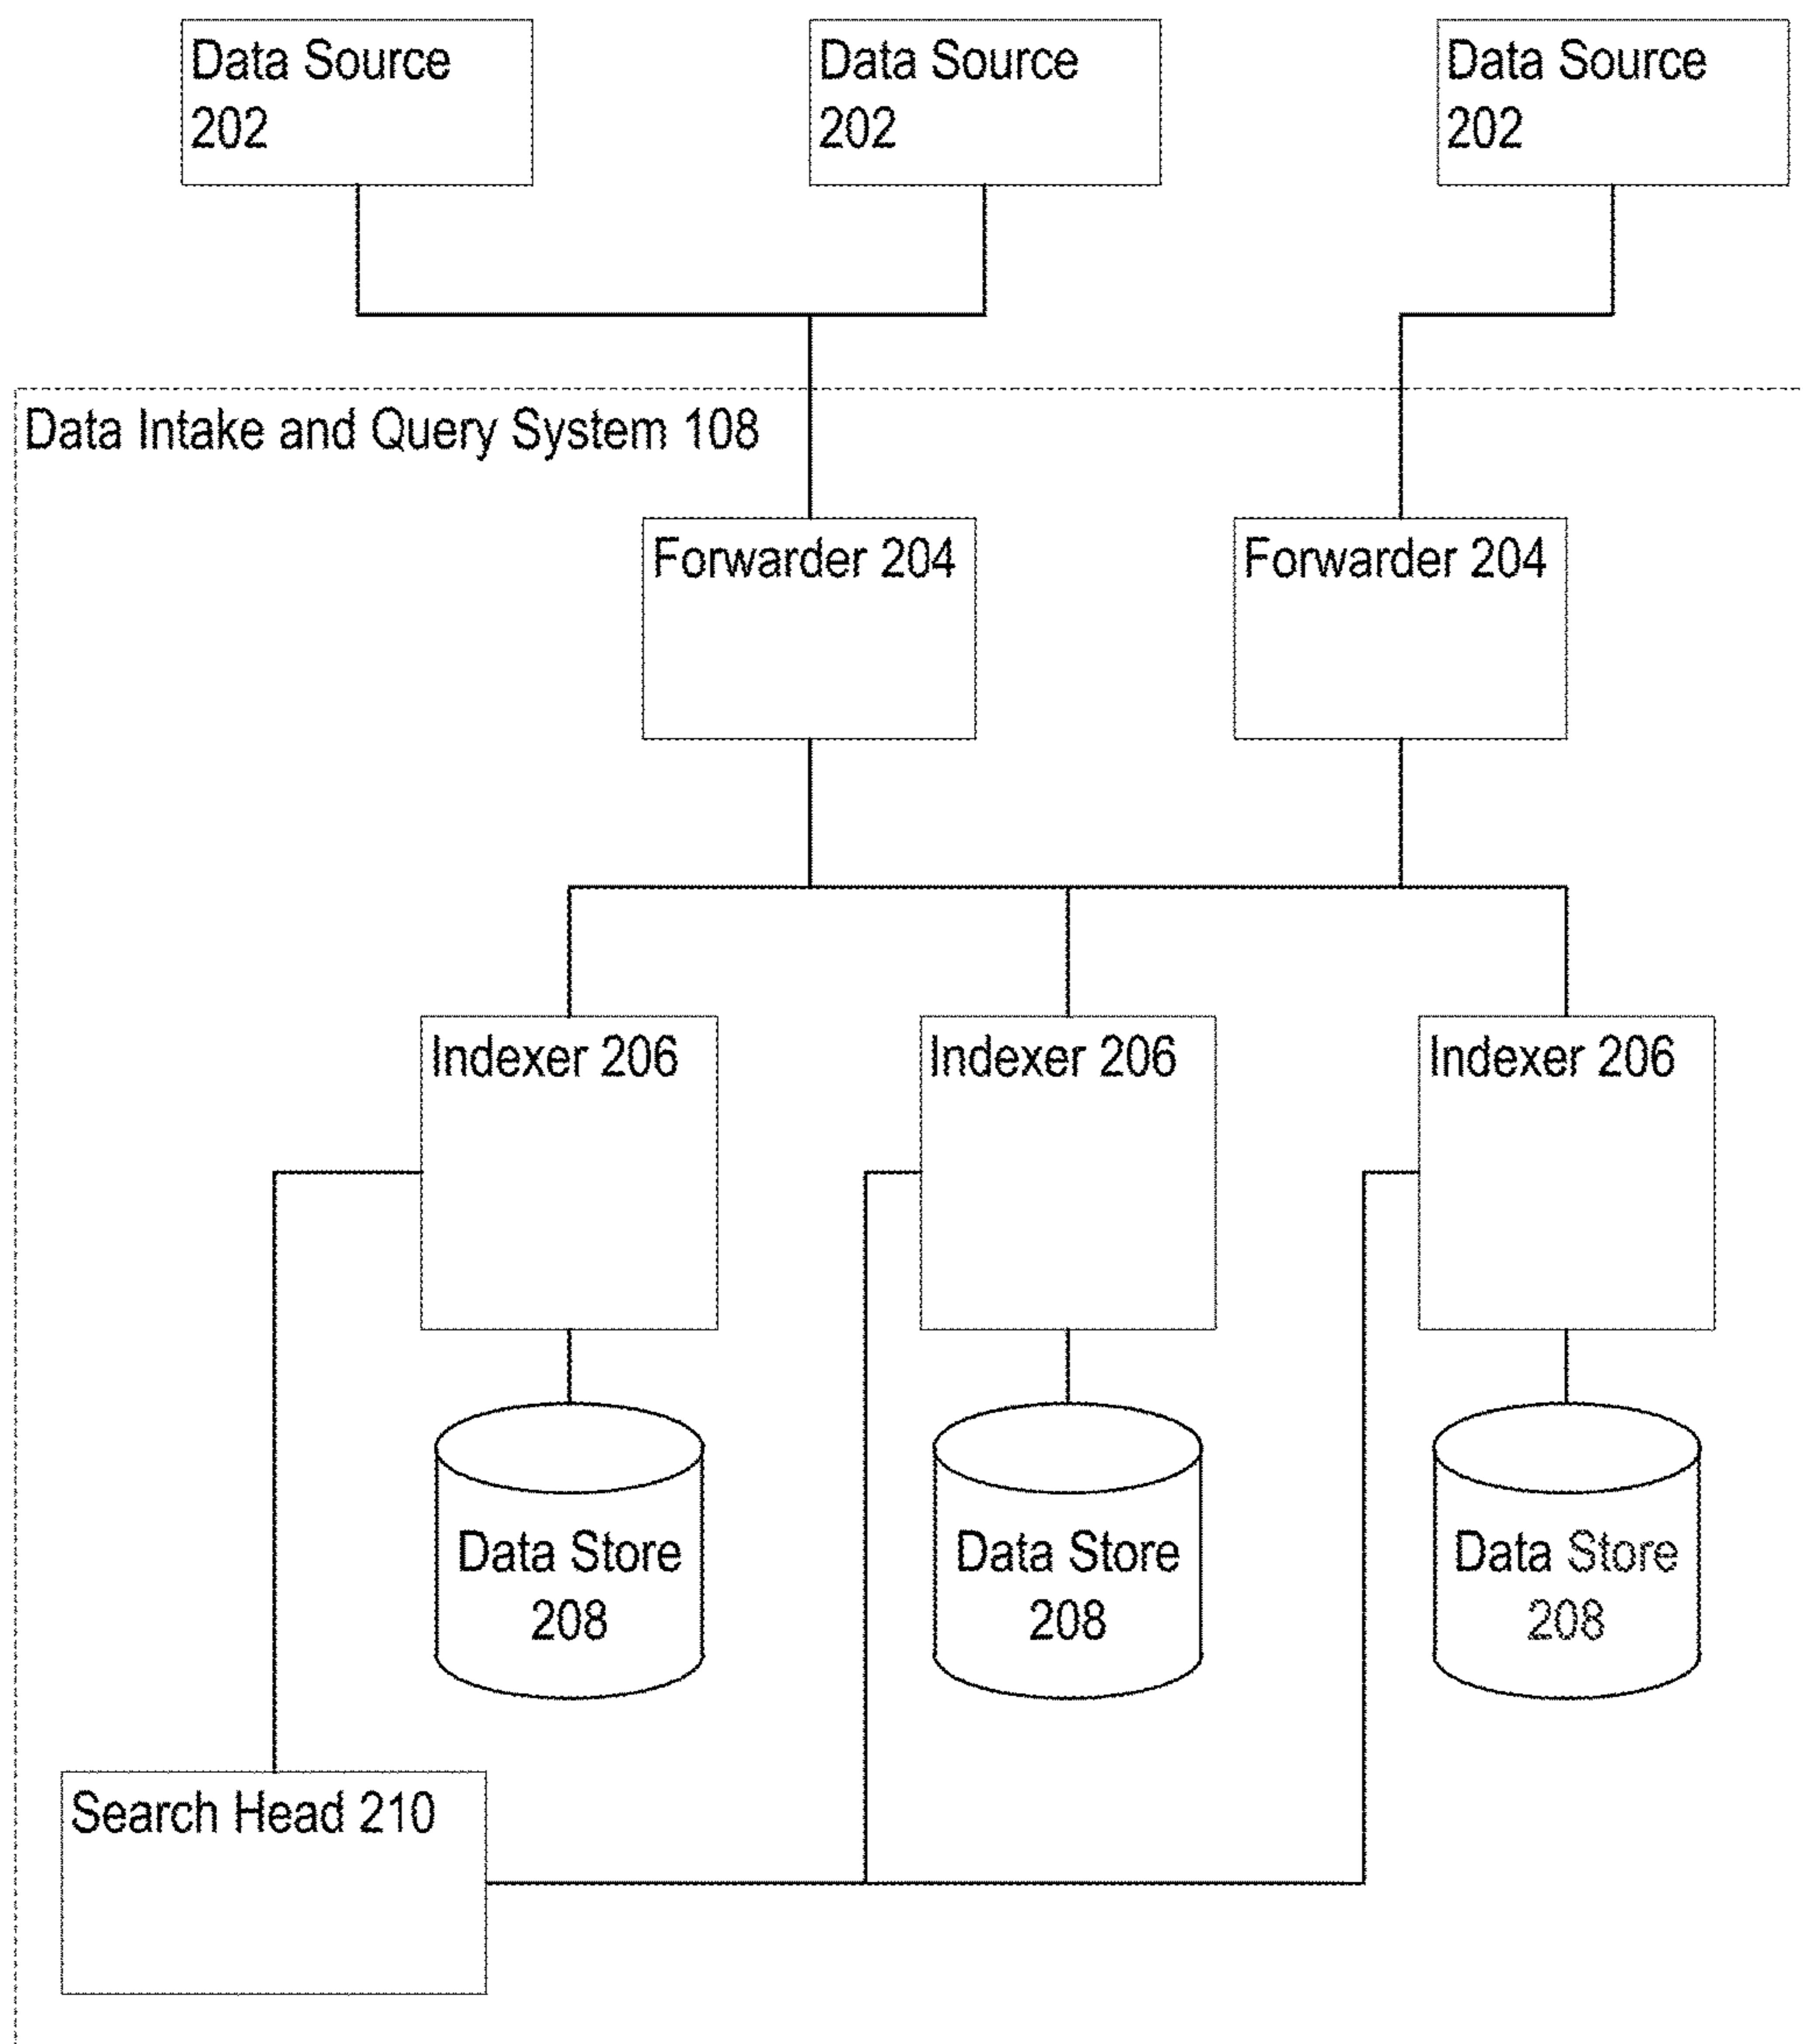 Data Source
202
Data Source
202
Data Source
202
Data Intake and Query System 108
Forwarder 204
Forwarder 204
Indexer 206
Indexer 206
Indexer 206
Data Store
208
Data Store
208
Data Store
208
Search Head 210